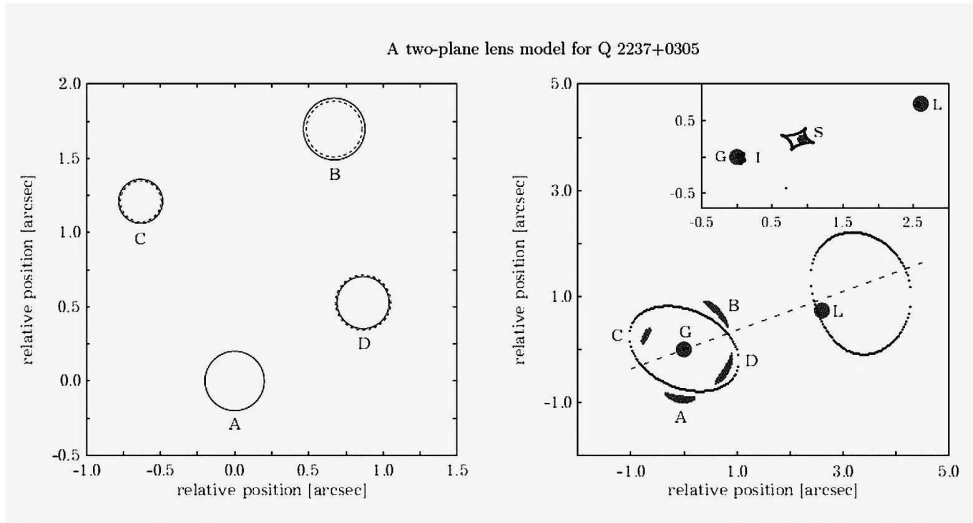 A two-plane lens model for Q 2237+0305
2.0
1.5
1.0
0.5
0.0
-0.5
-1.0
-0.5
0.0
0.5
1.0
1.5
relative position [arcsec]
relative position [arcsec]
B
C
D
A
5.0
3.0
1.0
-1.0
-1.0
1.0
3.0
5.0
relative position [arcsec]
relative position [arcsec]
0.5
-0.5
-0.5
0.5
1.5
2.5
L
S
G
I
B
C
G
D
A
L